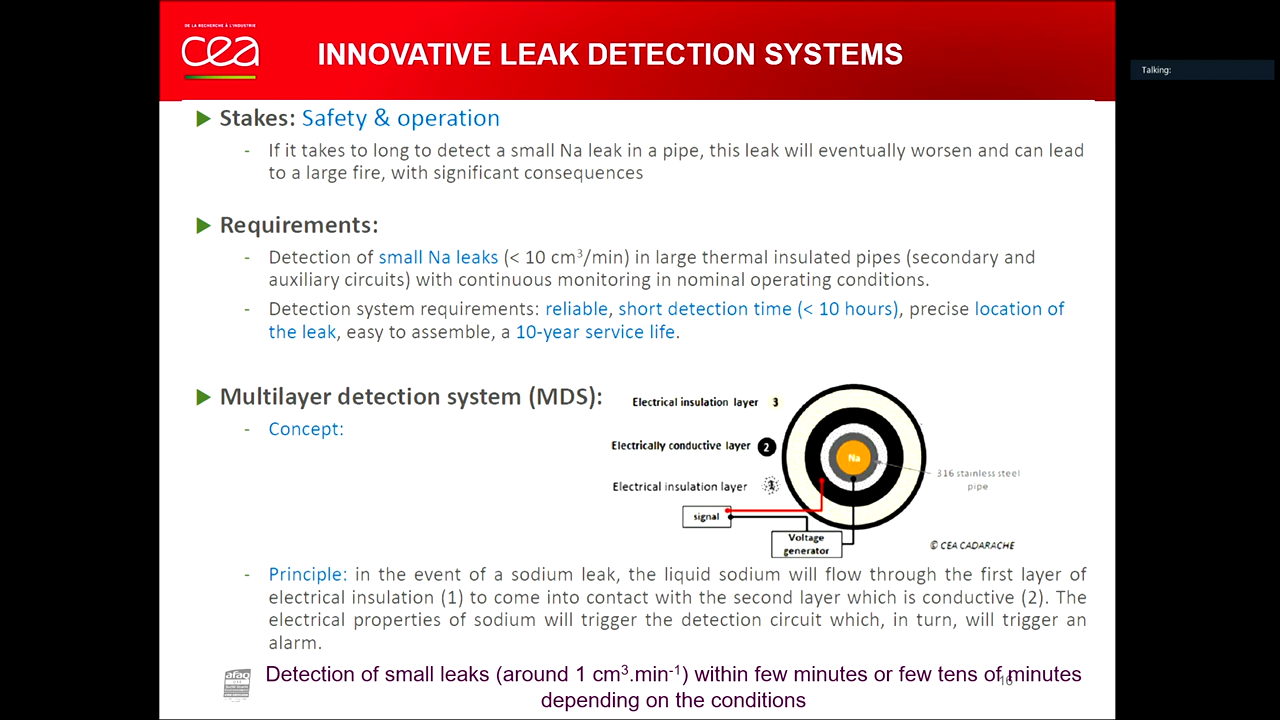 DE LA RECHERCHE À L'INDUSTRIE
cea
INNOVATIVE LEAK DETECTION SYSTEMS
Talking:
Stakes: Safety & operation
- If it takes to long to detect a small Na leak in a pipe, this leak will eventually worsen and can lead
to a large fire, with significant consequences
Requirements:
- Detection of small Na leaks (< 10 cm³/min) in large thermal insulated pipes (secondary and
auxiliary circuits) with continuous monitoring in nominal operating conditions.
- Detection system requirements: reliable, short detection time (< 10 hours), precise location of
the leak, easy to assemble, a 10-year service life.
Multilayer detection system (MDS):
- Concept:
Electrical insulation layer 3
Electrically conductive layer 2
Electrical insulation layer 1
Na
316 stainless steel
pipe
signal
Voltage
generator
© CEA CADARACHE
- Principle: in the event of a sodium leak, the liquid sodium will flow through the first layer of
electrical insulation (1) to come into contact with the second layer which is conductive (2). The
electrical properties of sodium will trigger the detection circuit which, in turn, will trigger an
alarm.
afaq
Detection of small leaks (around 1 cm³.min⁻¹) within few minutes or few tens of minutes
depending on the conditions